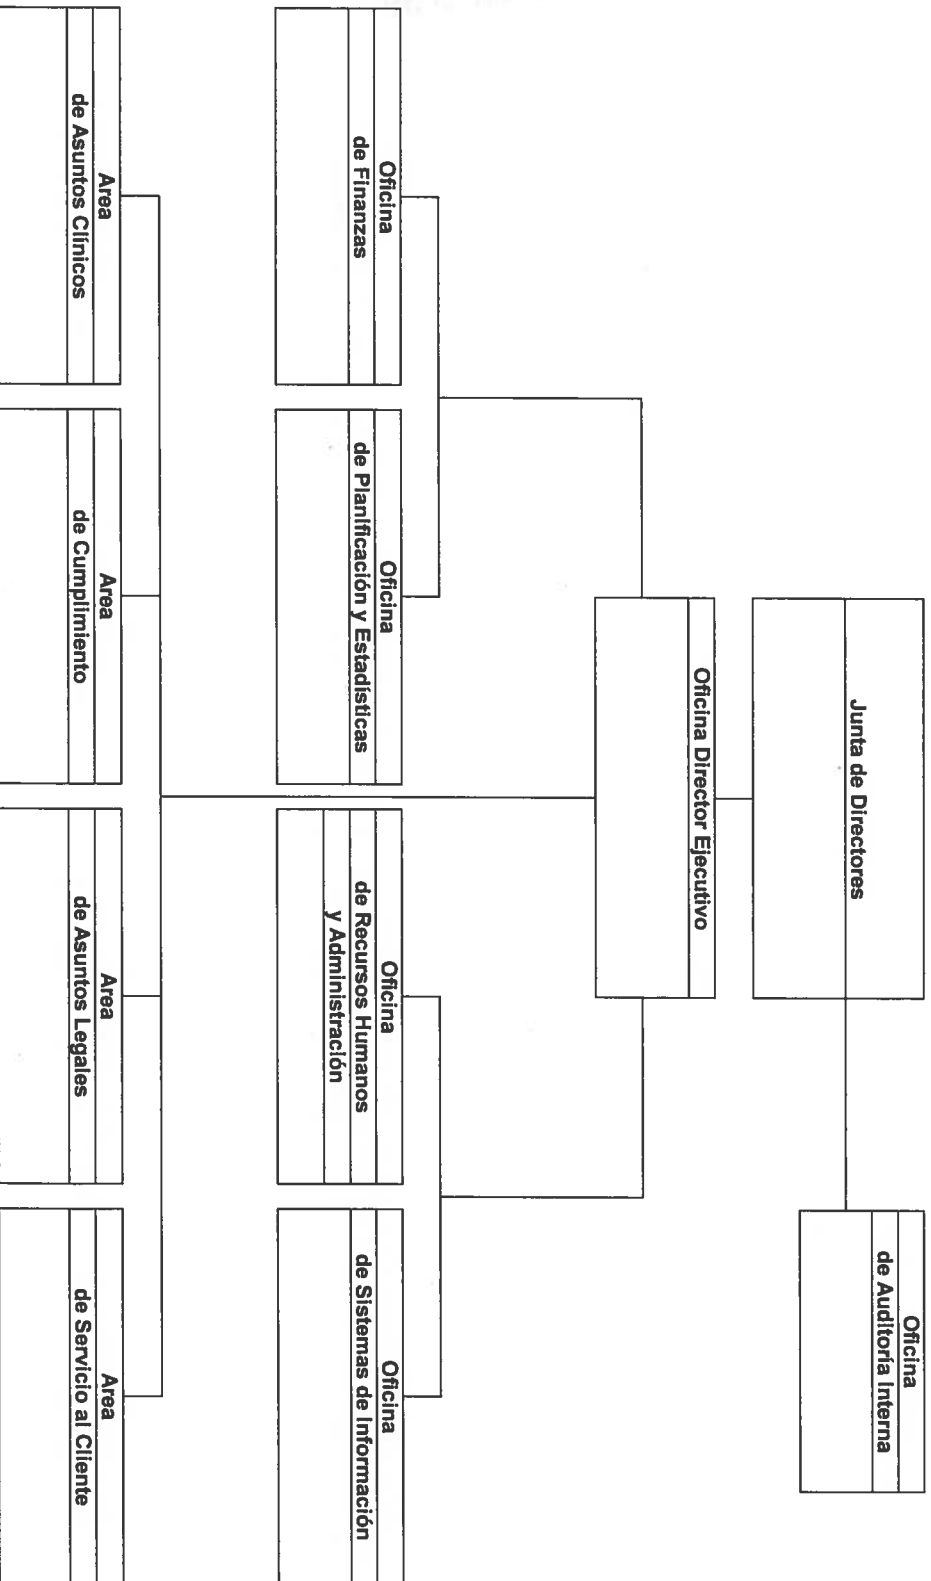 Junta de Directores
Oficina
de Auditoría Interna
Oficina Director Ejecutivo
Oficina
de Finanzas
Oficina
de Planificación y Estadísticas
Oficina
de Recursos Humanos
y Administración
Oficina
de Sistemas de Información
Area
de Asuntos Clínicos
Area
de Cumplimiento
Area
de Asuntos Legales
Area
de Servicio al Cliente